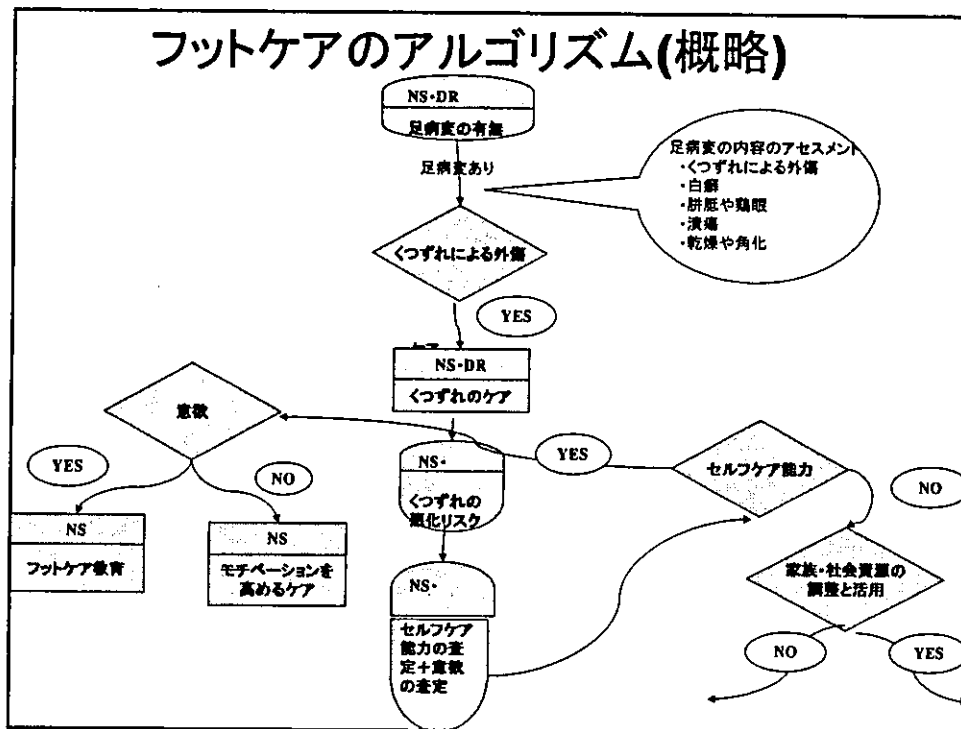 フットケアのアルゴリズム(概略)
NS・DR
足病変の有無
足病変あり
足病変の内容のアセスメント
・くつずれによる外傷
・白癬
・胼胝や鶏眼
・潰瘍
・乾燥や角化
くつずれによる外傷
YES
ケア
NS・DR
くつずれのケア
意欲
YES
NO
NS
フットケア教育
NS
モチベーションを
高めるケア
NS・
くつずれの
悪化リスク
YES
セルフケア能力
NO
NS・
セルフケア
能力の査
定＋意欲
の査定
家族・社会資源の
調整と活用
NO
YES